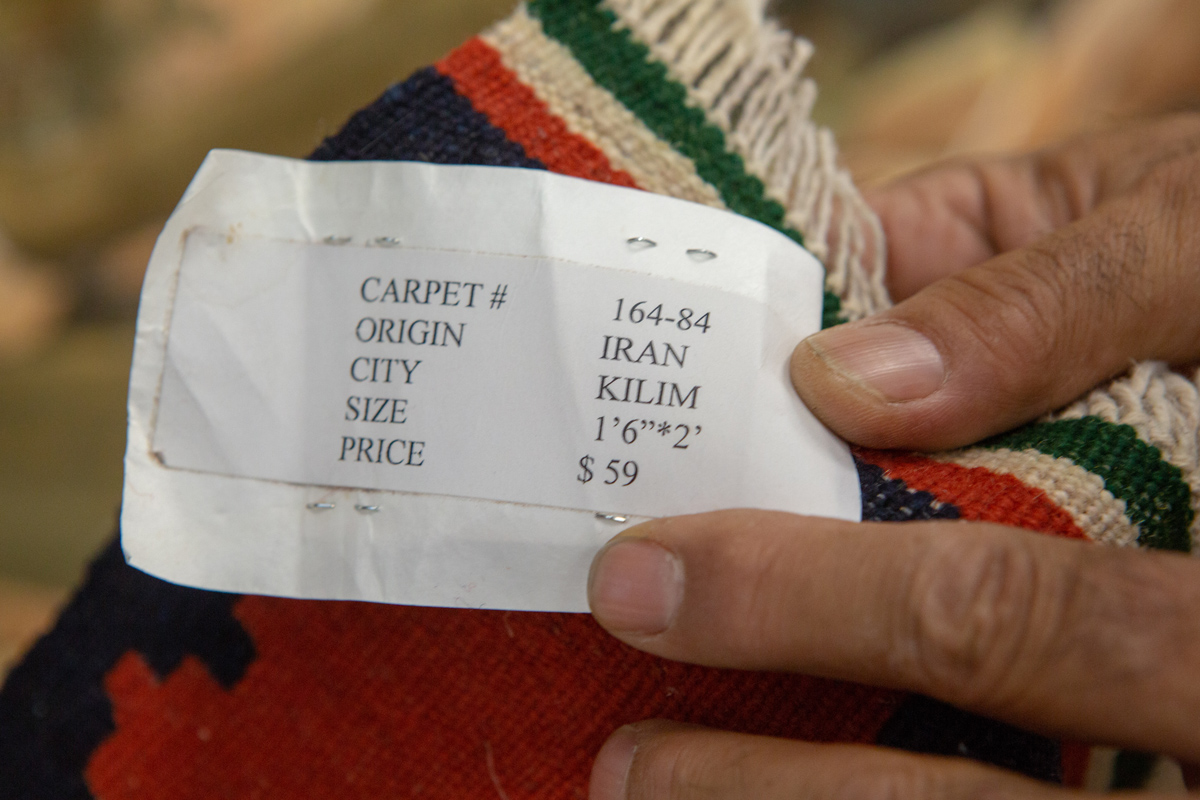 CARPET # 164-84
ORIGIN IRAN
CITY KILIM
SIZE 1’6”*2’
PRICE $ 59